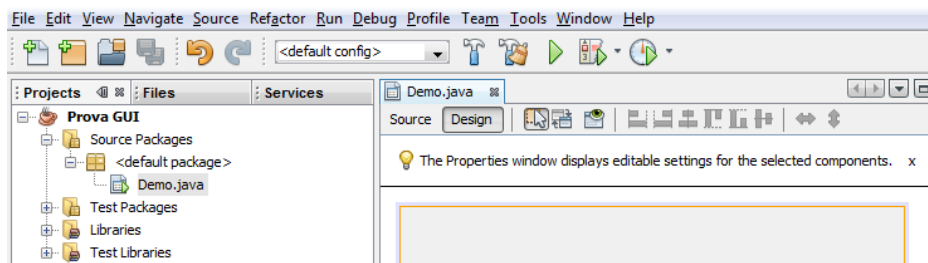 File Edit View Navigate Source Refactor Run Debug Profile Team Tools Window Help
<default config>
Projects Files Services
Prova GUI
Source Packages
<default package>
Demo.java
Test Packages
Libraries
Test Libraries
Demo.java
Source Design
The Properties window displays editable settings for the selected components. x